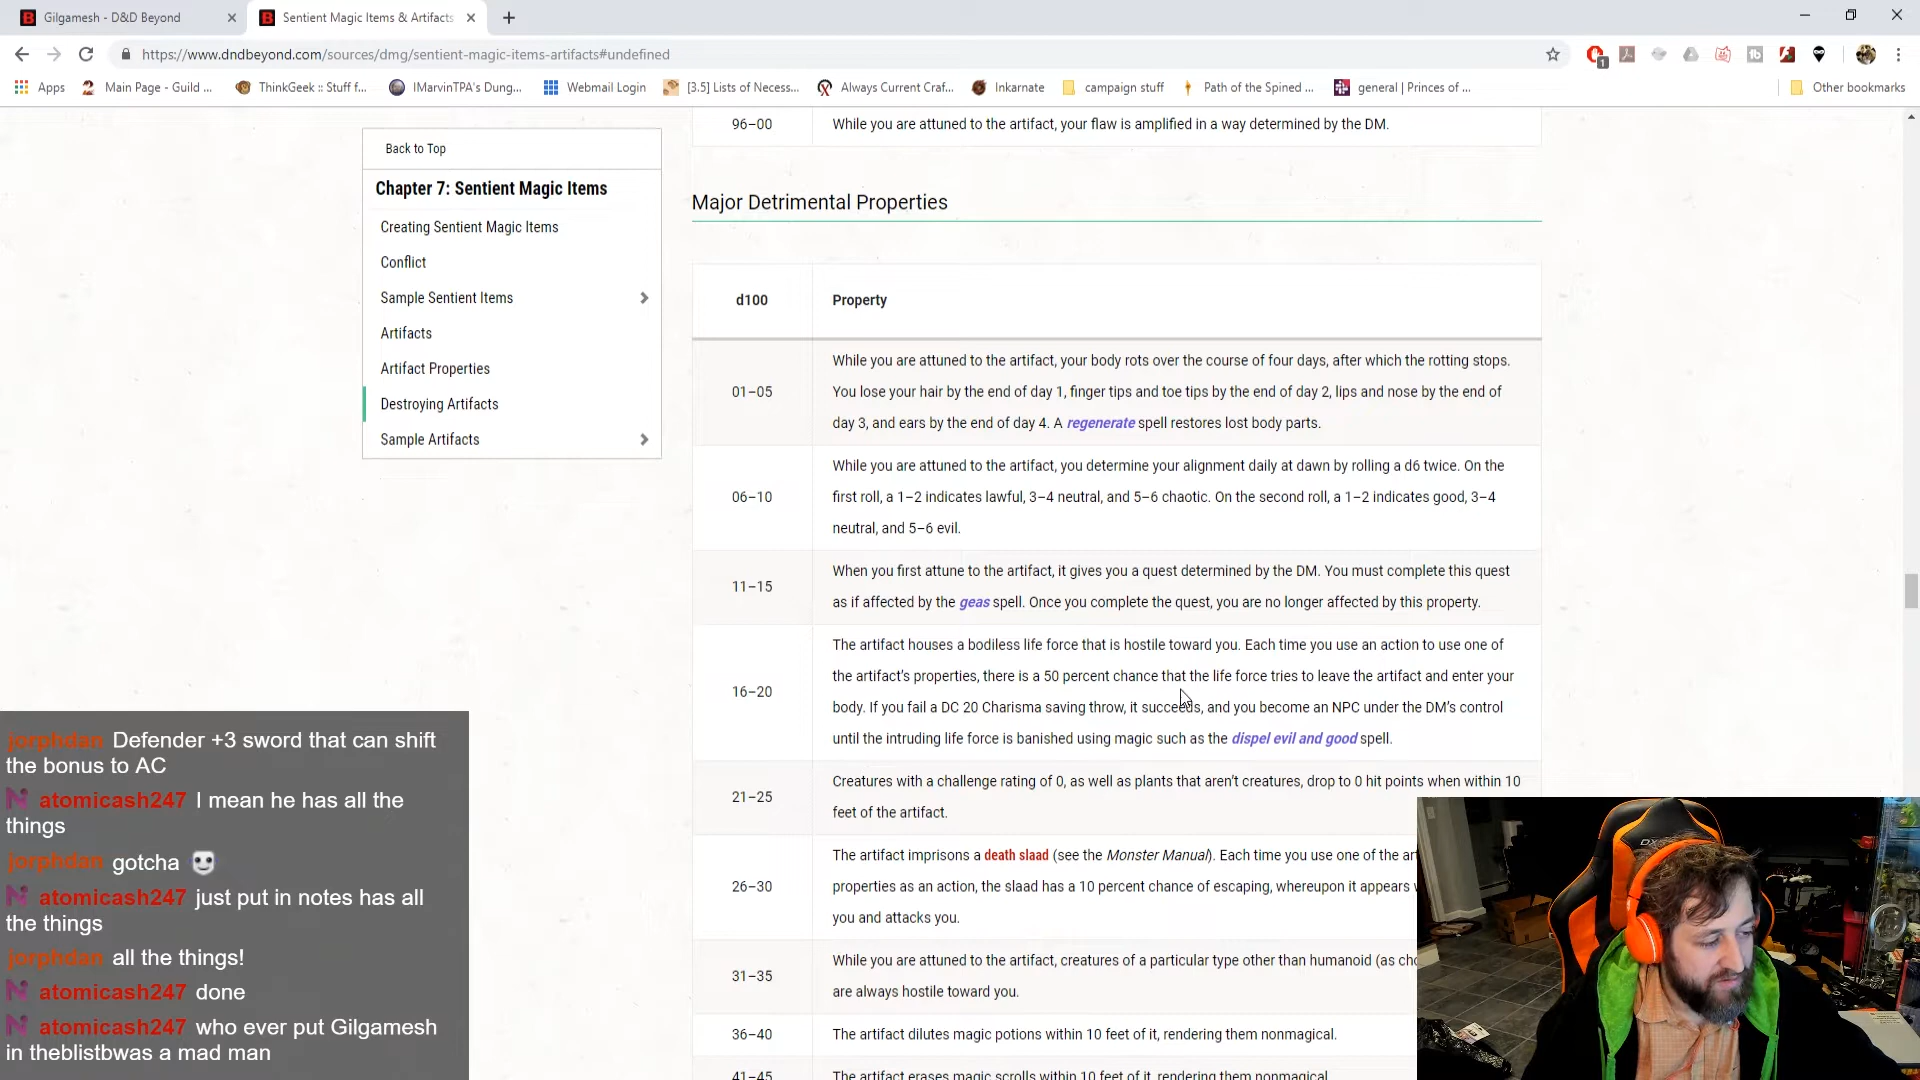 Gilgamesh - D&D Beyond
Sentient Magic Items & Artifacts
https://www.dndbeyond.com/sources/dmg/sentient-magic-items-artifacts#undefined
1
Apps
Main Page - Guild ...
ThinkGeek :: Stuff f...
IMarvinTPA's Dung...
Webmail Login
[3.5] Lists of Necess...
Always Current Craf...
Inkarnate
campaign stuff
Path of the Spined ...
general | Princes of ...
Other bookmarks
Back to Top
Chapter 7: Sentient Magic Items
Creating Sentient Magic Items
Conflict
Sample Sentient Items
Artifacts
Artifact Properties
Destroying Artifacts
Sample Artifacts
96–00 While you are attuned to the artifact, your flaw is amplified in a way determined by the DM.
Major Detrimental Properties
d100 Property
01–05
While you are attuned to the artifact, your body rots over the course of four days, after which the rotting stops.
You lose your hair by the end of day 1, finger tips and toe tips by the end of day 2, lips and nose by the end of
day 3, and ears by the end of day 4. A regenerate spell restores lost body parts.
06–10
While you are attuned to the artifact, you determine your alignment daily at dawn by rolling a d6 twice. On the
first roll, a 1–2 indicates lawful, 3–4 neutral, and 5–6 chaotic. On the second roll, a 1–2 indicates good, 3–4
neutral, and 5–6 evil.
11–15
When you first attune to the artifact, it gives you a quest determined by the DM. You must complete this quest
as if affected by the geas spell. Once you complete the quest, you are no longer affected by this property.
16–20
The artifact houses a bodiless life force that is hostile toward you. Each time you use an action to use one of
the artifact's properties, there is a 50 percent chance that the life force tries to leave the artifact and enter your
body. If you fail a DC 20 Charisma saving throw, it succeeds, and you become an NPC under the DM's control
until the intruding life force is banished using magic such as the dispel evil and good spell.
21–25
Creatures with a challenge rating of 0, as well as plants that aren't creatures, drop to 0 hit points when within 10
feet of the artifact.
26–30
The artifact imprisons a death slaad (see the Monster Manual). Each time you use one of the
properties as an action, the slaad has a 10 percent chance of escaping, whereupon it appears
you and attacks you.
31–35
While you are attuned to the artifact, creatures of a particular type other than humanoid (as
are always hostile toward you.
36–40 The artifact dilutes magic potions within 10 feet of it, rendering them nonmagical.
41–45 The artifact erases magic scrolls within 10 feet of it, rendering them nonmagical.
jorphdan Defender +3 sword that can shift
the bonus to AC
atomicash247 I mean he has all the
things
jorphdan gotcha
atomicash247 just put in notes has all
the things
jorphdan all the things!
atomicash247 done
atomicash247 who ever put Gilgamesh
in theblistbwas a mad man